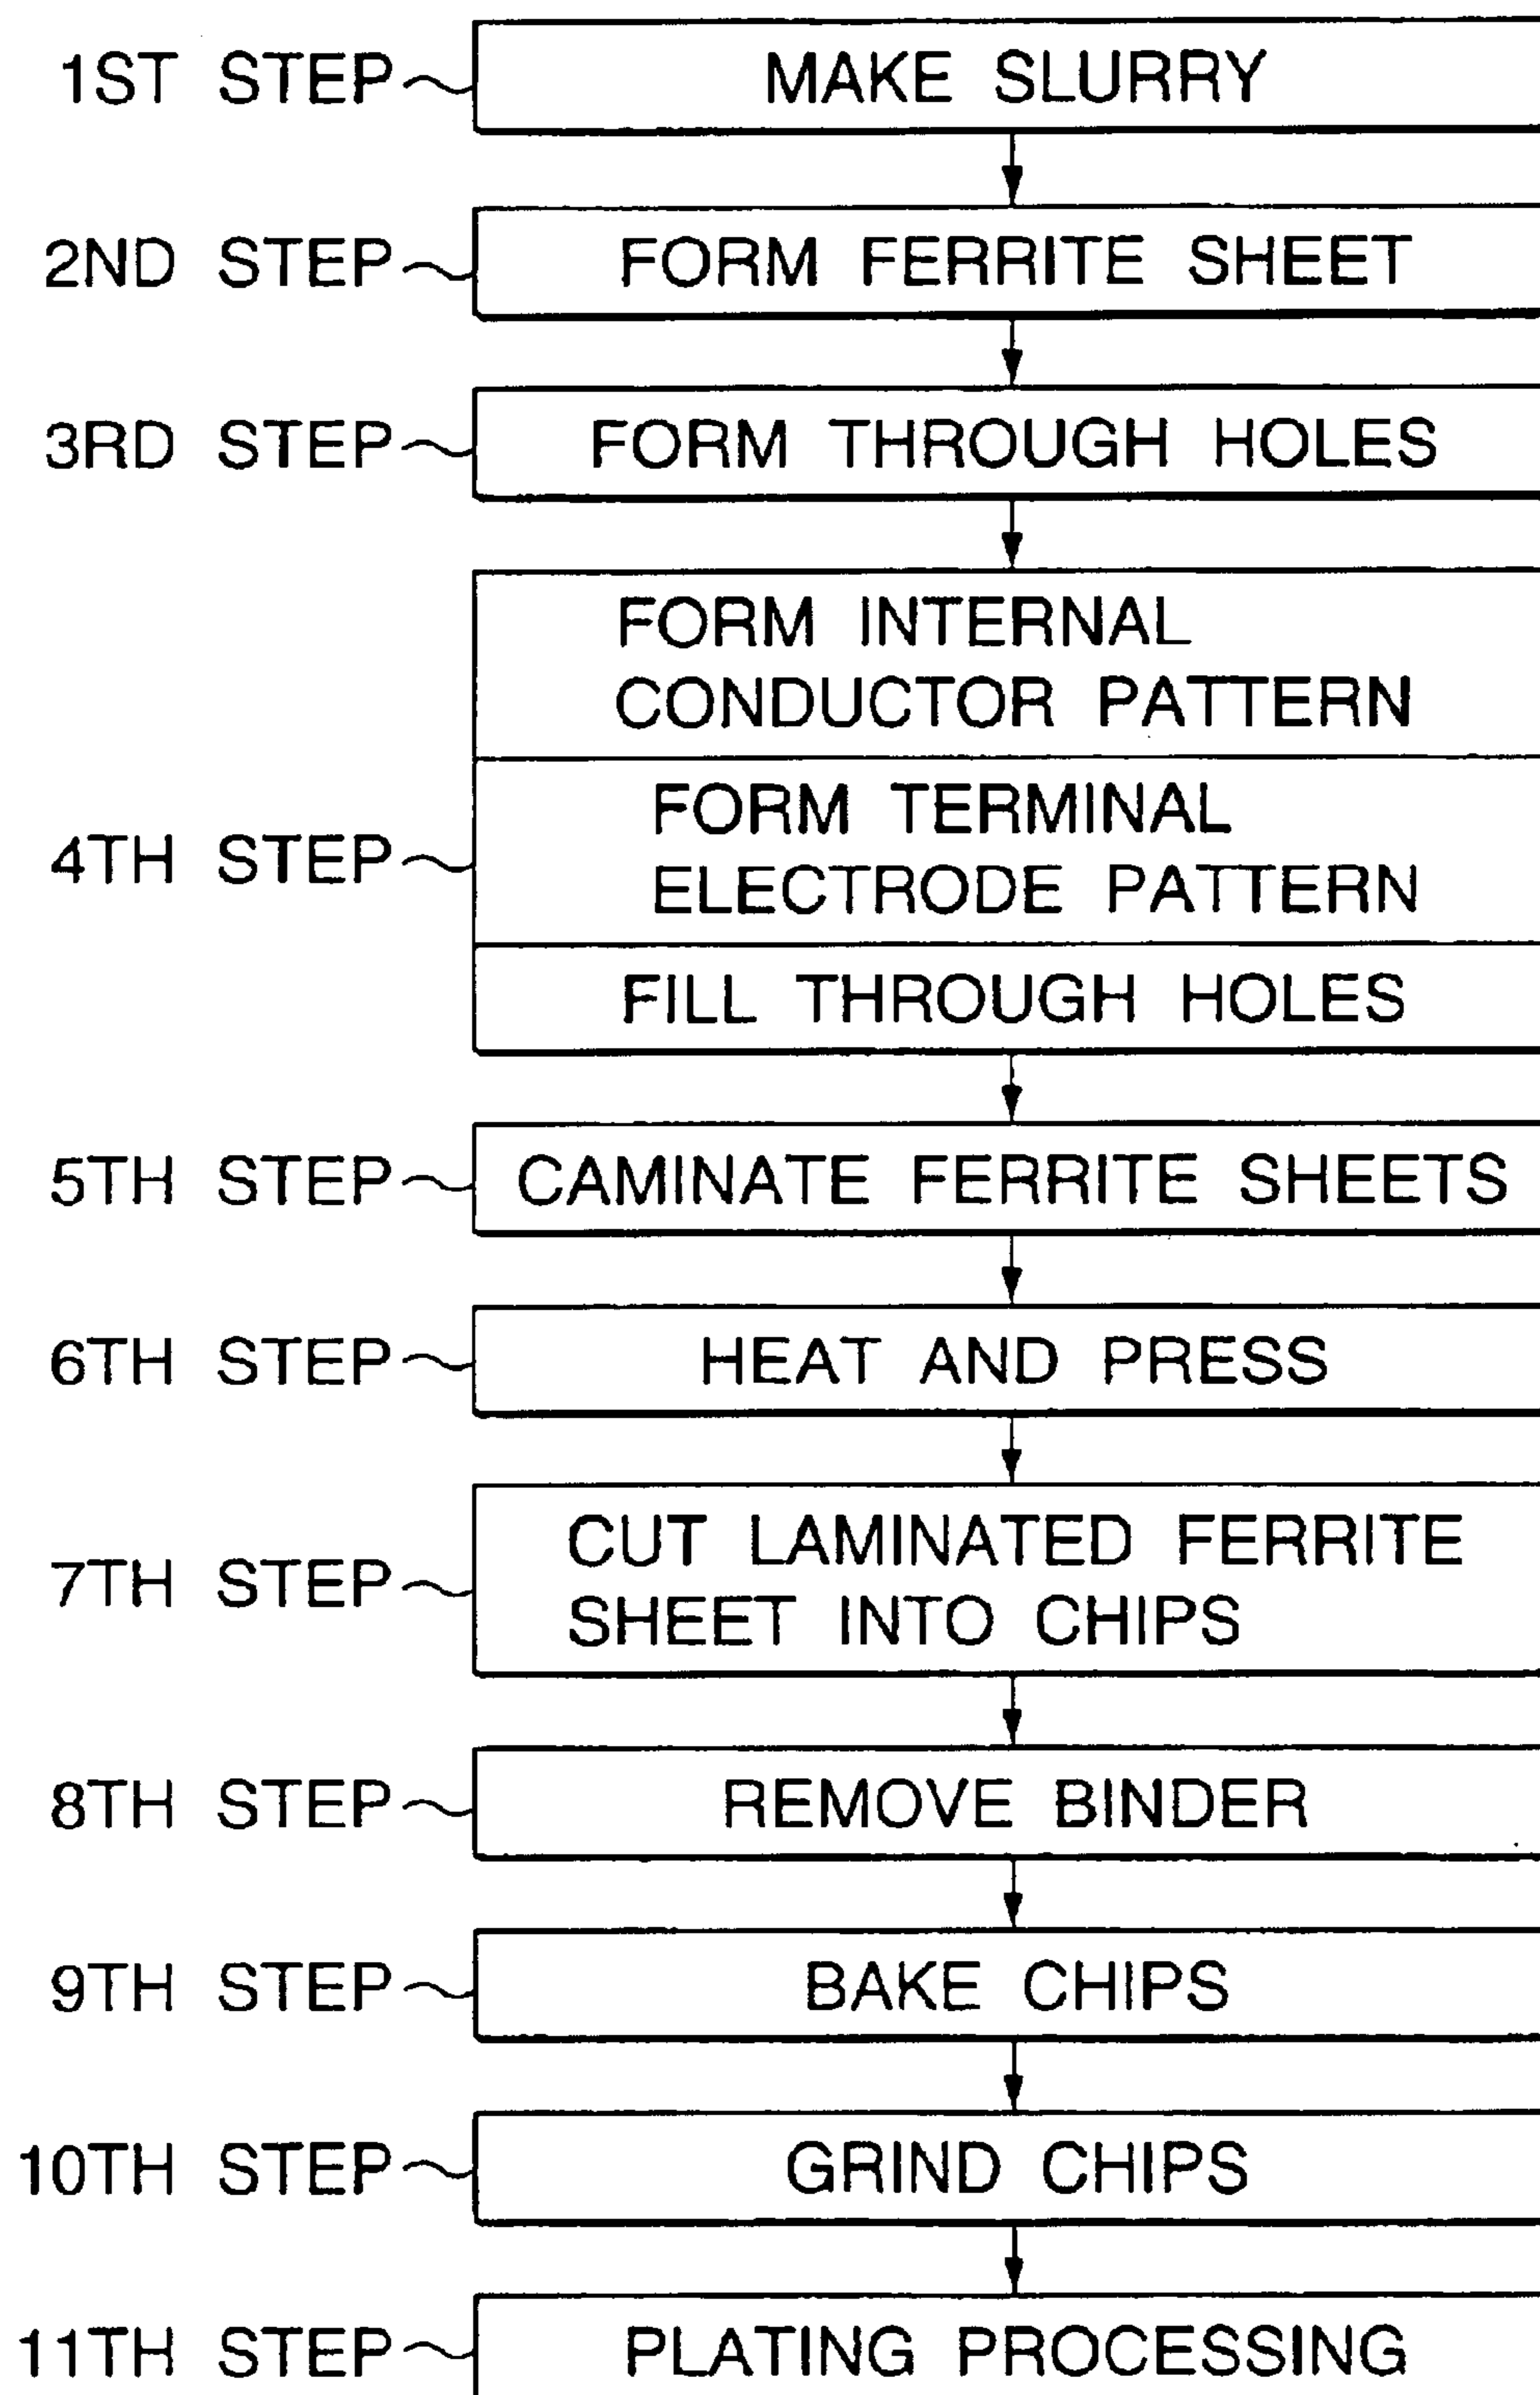 1ST STEP MAKE SLURRY
2ND STEP FORM FERRITE SHEET
3RD STEP FORM THROUGH HOLES
FORM INTERNAL
CONDUCTOR PATTERN
4TH STEP FORM TERMINAL
ELECTRODE PATTERN
FILL THROUGH HOLES
5TH STEP CAMINATE FERRITE SHEETS
6TH STEP HEAT AND PRESS
7TH STEP CUT LAMINATED FERRITE
SHEET INTO CHIPS
8TH STEP REMOVE BINDER
9TH STEP BAKE CHIPS
10TH STEP GRIND CHIPS
11TH STEP PLATING PROCESSING